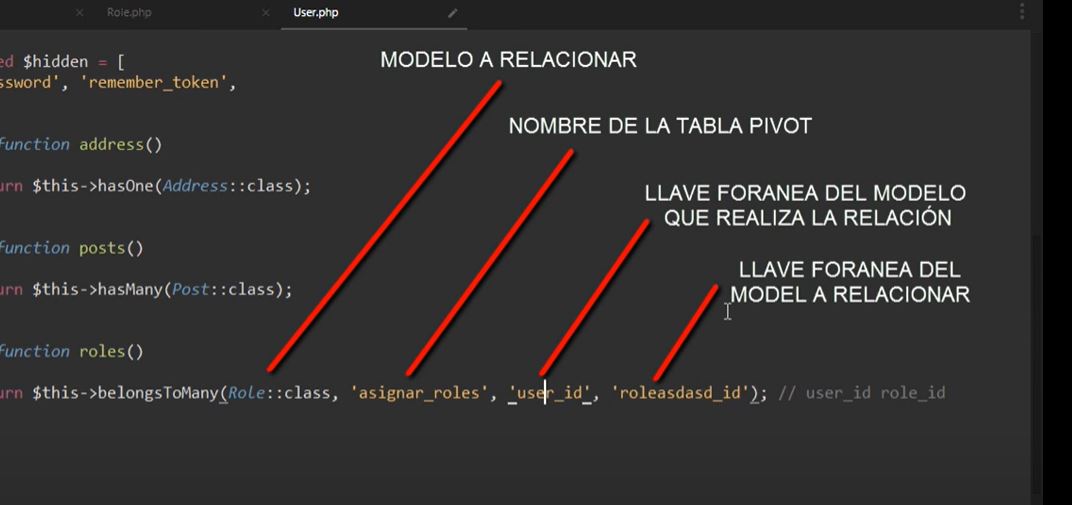 Role.php User.php
ed $hidden = [
ssword', 'remember_token',
MODELO A RELACIONAR
NOMBRE DE LA TABLA PIVOT
function address()
urn $this->hasOne(Address::class);
LLAVE FORANEA DEL MODELO
QUE REALIZA LA RELACIÓN
function posts()
urn $this->hasMany(Post::class);
LLAVE FORANEA DEL
MODEL A RELACIONAR
function roles()
urn $this->belongsToMany(Role::class, 'asignar_roles', 'user_id', 'roleasdasd_id'); // user_id role_id